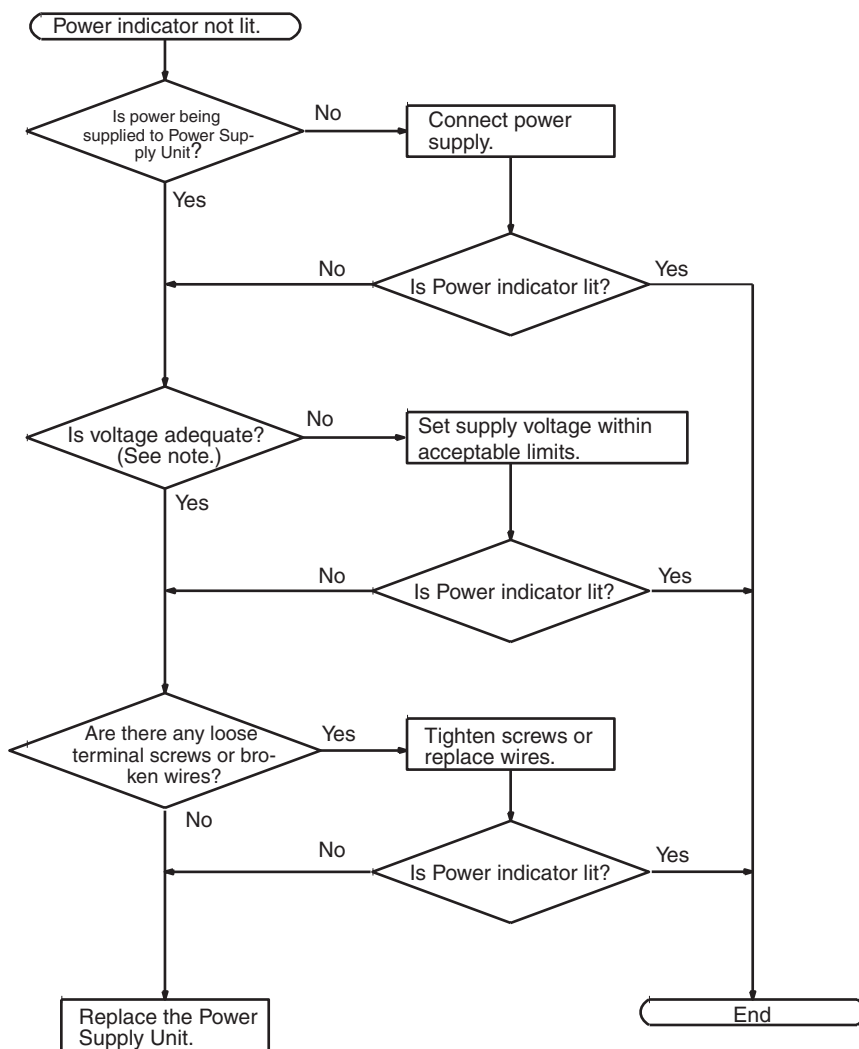 Power indicator not lit.
Is power being
supplied to Power Sup-
ply Unit?
No
Connect power
supply.
Yes
No
Is Power indicator lit?
Yes
Is voltage adequate?
(See note.)
No
Set supply voltage within
acceptable limits.
Yes
No
Is Power indicator lit?
Yes
Are there any loose
terminal screws or bro-
ken wires?
Yes
Tighten screws or
replace wires.
No
No
Is Power indicator lit?
Yes
Replace the Power
Supply Unit.
End